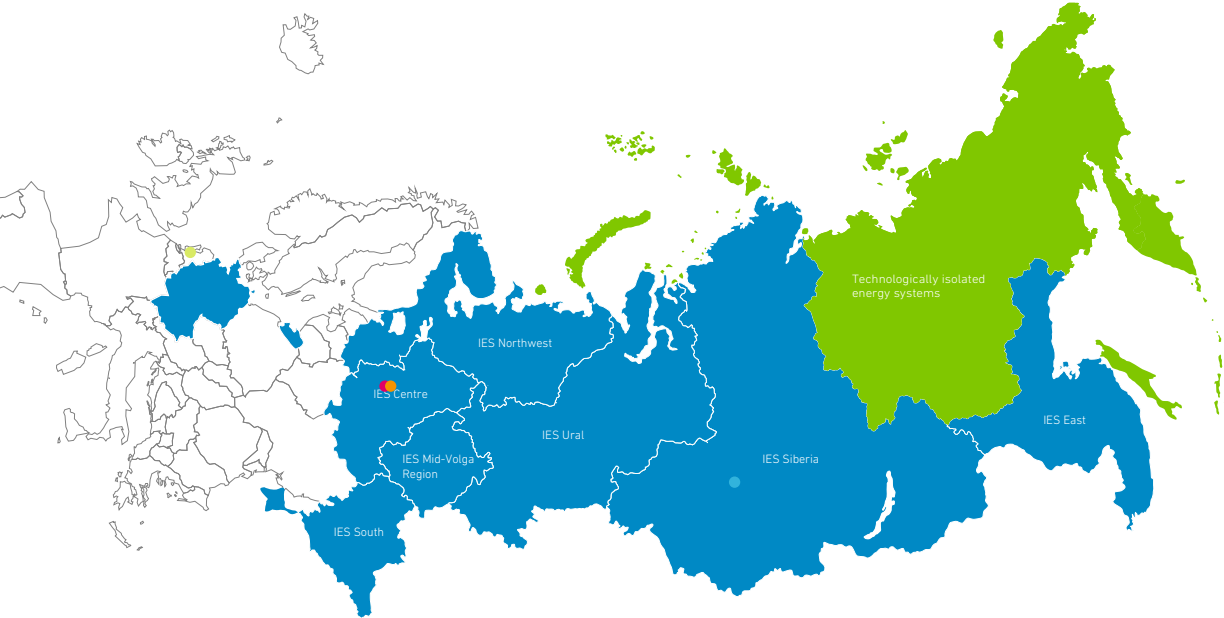 Technologically isolated
energy systems
IES Northwest
IES Centre
IES East
IES Ural
IES Mid-Volga
Region
IES Siberia
IES South